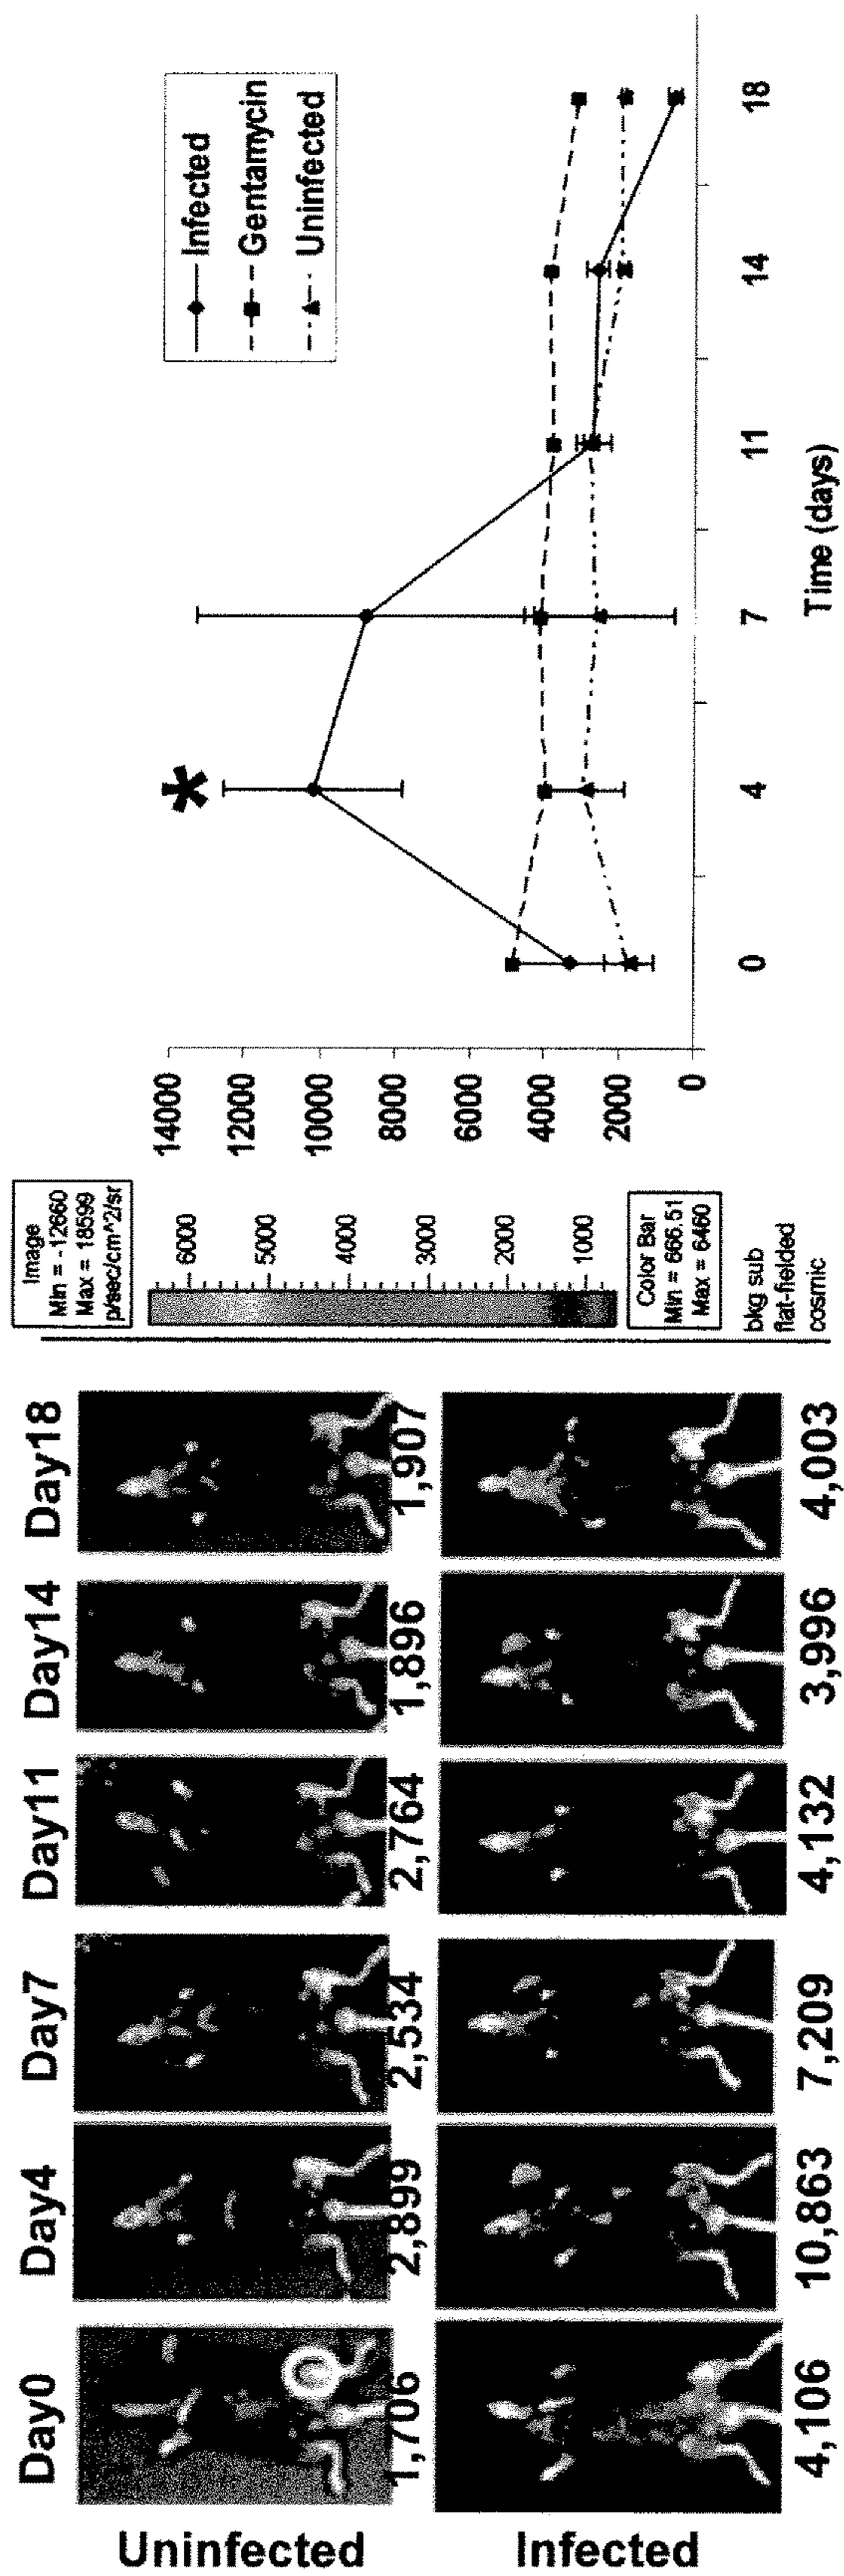 Day0 Day4 Day7 Day11 Day14 Day18
Uninfected
1,706 2,899 2,534 2,764 1,896 1,907
Infected
4,106 10,863 7,209 4,132 3,996 4,003
Image
Min = -12660
Max = 18599
p/sec/cm^2/sr
6000
5000
4000
3000
2000
1000
Color Bar
Min = 666.51
Max = 6460
bkg sub
flat-fielded
cosmic
14000
12000
10000
8000
6000
4000
2000
0
*
Infected
Gentamycin
Uninfected
0 4 7 11 14 18
Time (days)